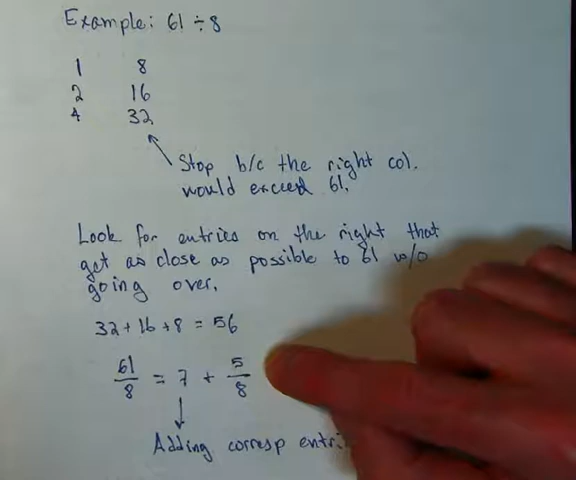 Example: 61 ÷ 8
1 8
2 16
4 32
Stop b/c the right col.
would exceed 61.
Look for entries on the right that
get as close as possible to 61 w/o
going over.
32 + 16 + 8 = 56
61/8 = 7 + 5/8
Adding corresp